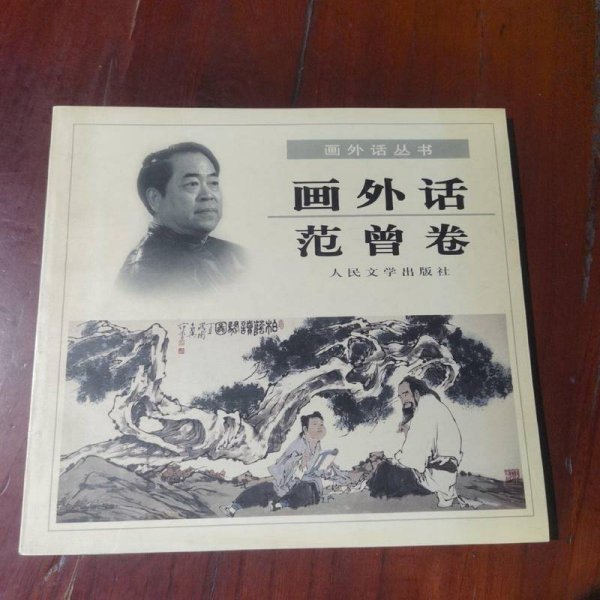 画外话丛书
画外话
范曾卷
人民文学出版社